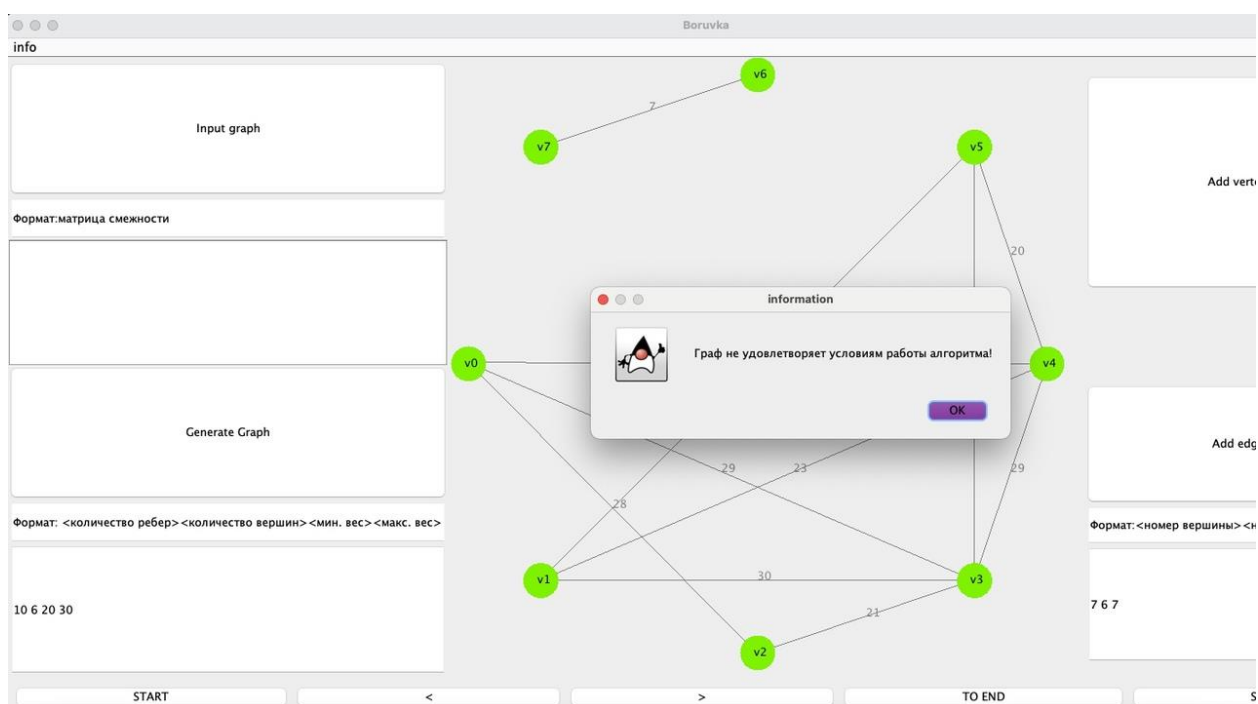 Boruvka
info
Input graph
Формат:матрица смежности
Generate Graph
Формат: <количество ребер><количество вершин><мин. вес><макс. вес>
10 6 20 30
v6
7
v7
v5
20
information
Граф не удовлетворяет условиям работы алгоритма!
OK
v0
v4
29
23
29
28
v1
30
v3
21
v2
Add verte
Add edg
Формат:<номер вершины><н
7 6 7
START
<
>
TO END
S